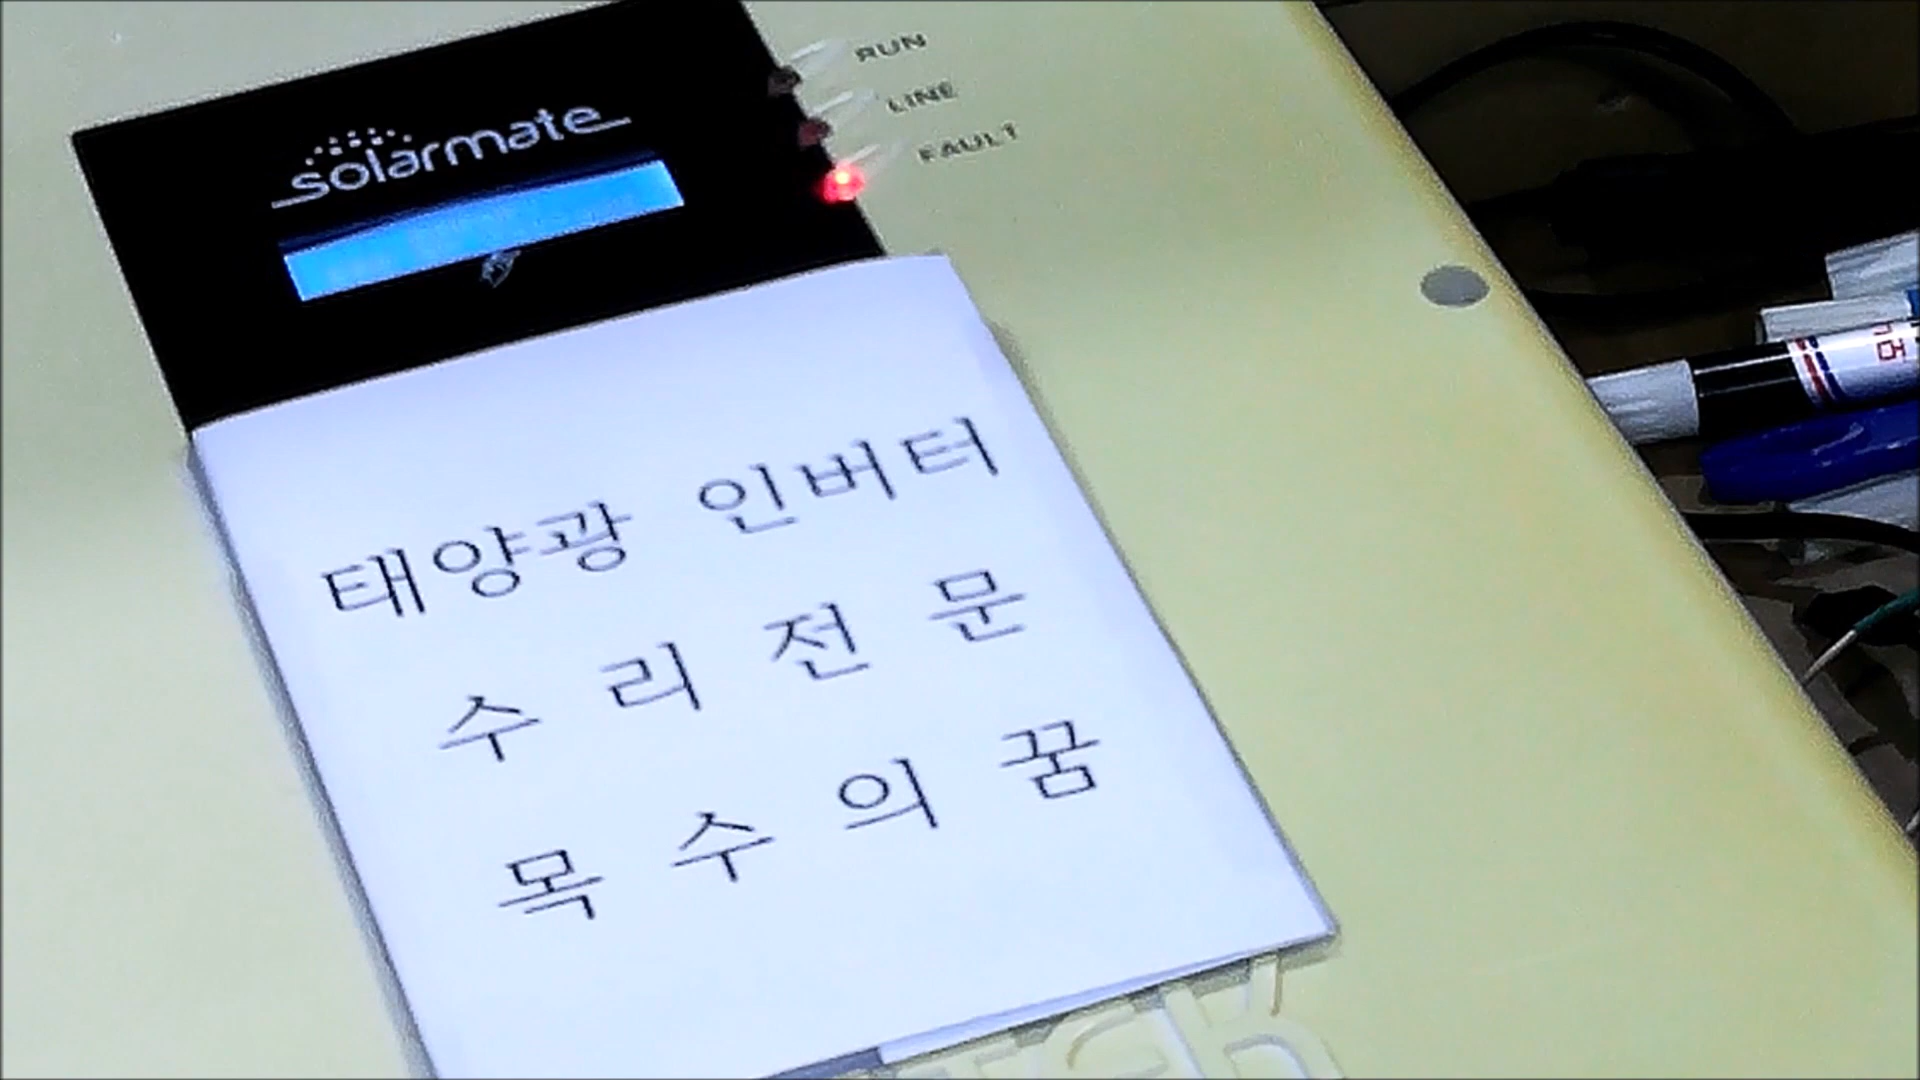 solarmate
RUN
LINE
FAULT
태양광 인버터
수 리 전 문
목 수 의 꿈